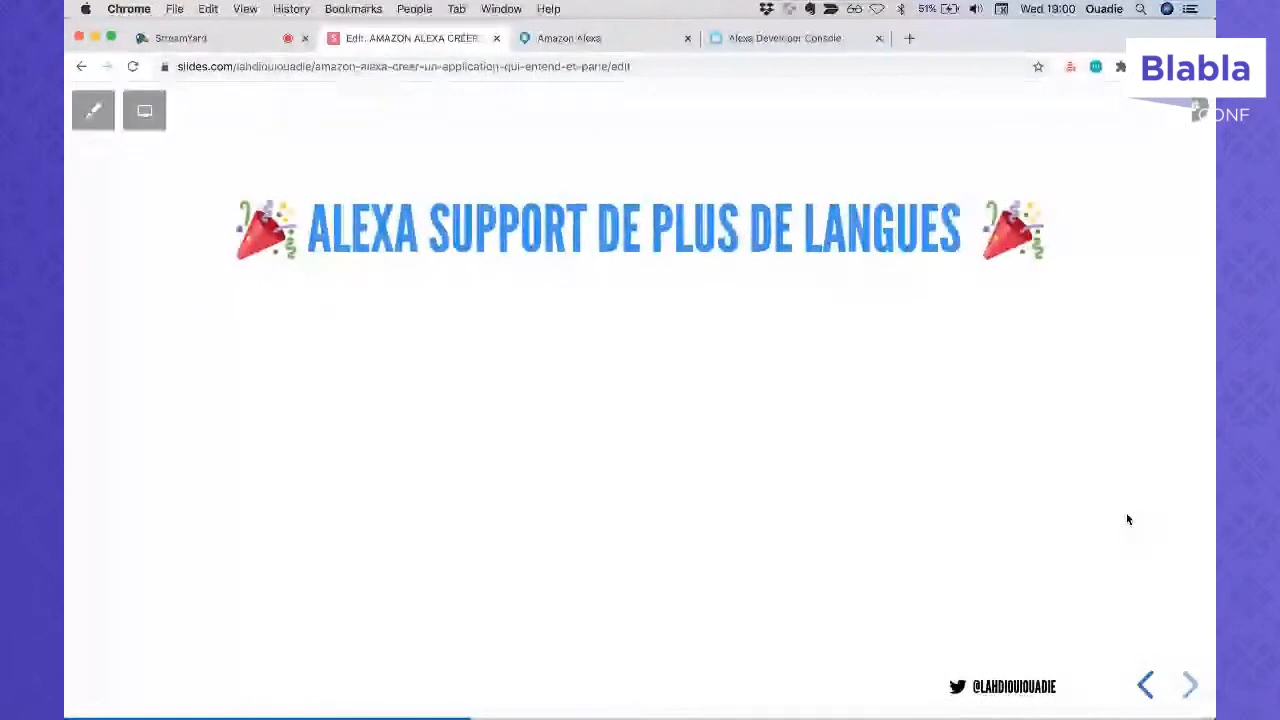 Chrome File Edit View History Bookmarks People Tab Window Help 51% Wed 19:00 Ouadie
StreamYard Edit: AMAZON ALEXA CRÉER Amazon Alexa Alexa Developer Console
slides.com/lahdiouiouadie/amazon-alexa-creer-un-application-qui-entend-et-parle/edit
Blabla
CONF
ALEXA SUPPORT DE PLUS DE LANGUES
@LAHDIOUIOUADIE